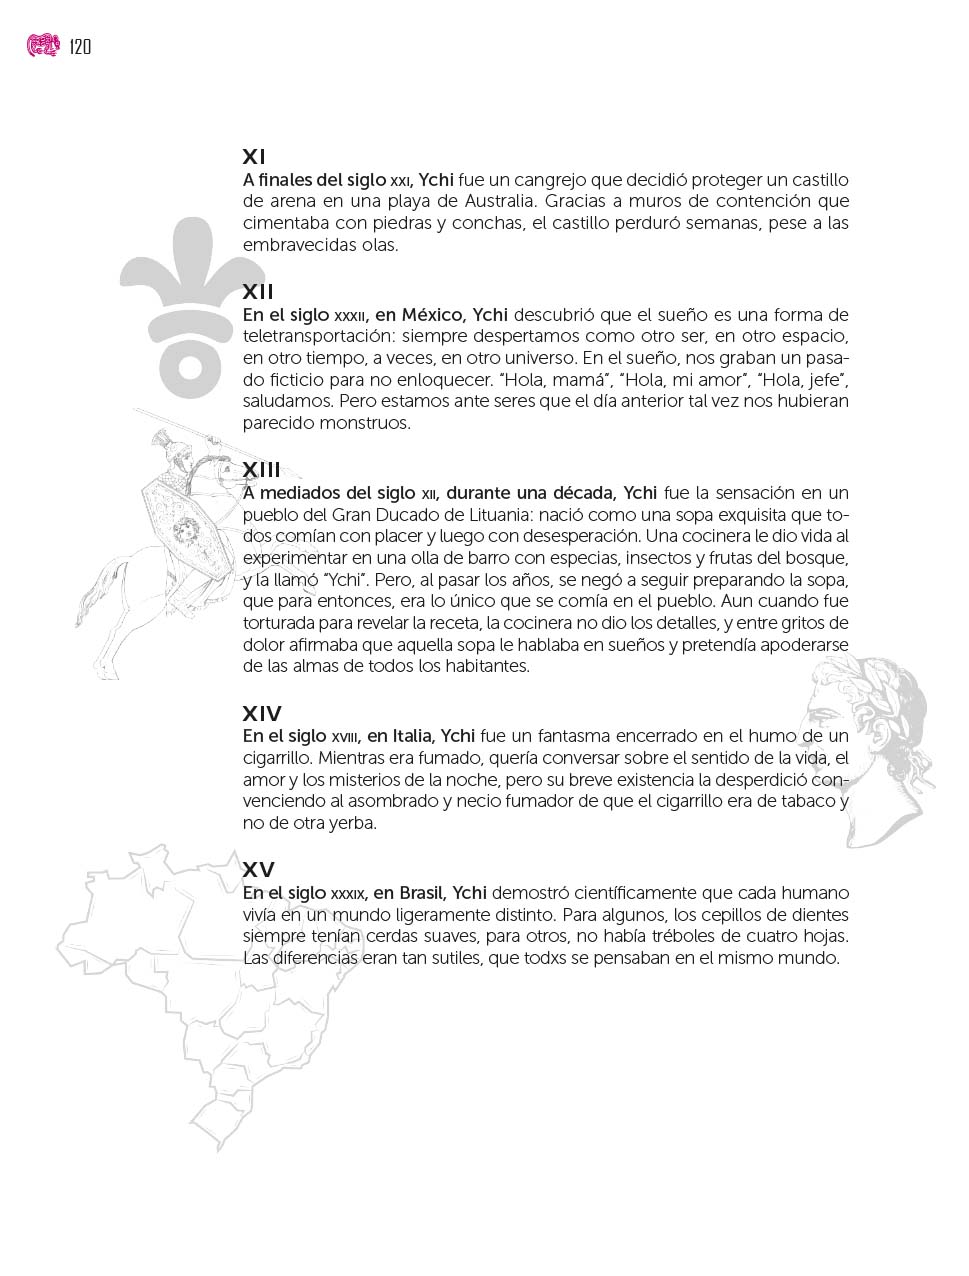 120
XI
A finales del siglo XXI, Ychi fue un cangrejo que decidió proteger un castillo
de arena en una playa de Australia. Gracias a muros de contención que
cimentaba con piedras y conchas, el castillo perduró semanas, pese a las
embravecidas olas.
XII
En el siglo XXXII, en México, Ychi descubrió que el sueño es una forma de
teletransportación: siempre despertamos como otro ser, en otro espacio,
en otro tiempo, a veces, en otro universo. En el sueño, nos graban un pasa-
do ficticio para no enloquecer. “Hola, mamá”, “Hola, mi amor”, “Hola, jefe”,
saludamos. Pero estamos ante seres que el día anterior tal vez nos hubieran
parecido monstruos.
XIII
A mediados del siglo XII, durante una década, Ychi fue la sensación en un
pueblo del Gran Ducado de Lituania: nació como una sopa exquisita que to-
dos comían con placer y luego con desesperación. Una cocinera le dio vida al
experimentar en una olla de barro con especias, insectos y frutas del bosque,
y la llamó “Ychi”. Pero, al pasar los años, se negó a seguir preparando la sopa,
que para entonces, era lo único que se comía en el pueblo. Aun cuando fue
torturada para revelar la receta, la cocinera no dio los detalles, y entre gritos de
dolor afirmaba que aquella sopa le hablaba en sueños y pretendía apoderarse
de las almas de todos los habitantes.
XIV
En el siglo XVIII, en Italia, Ychi fue un fantasma encerrado en el humo de un
cigarrillo. Mientras era fumado, quería conversar sobre el sentido de la vida, el
amor y los misterios de la noche, pero su breve existencia la desperdició con-
venciendo al asombrado y necio fumador de que el cigarrillo era de tabaco y
no de otra yerba.
XV
En el siglo XXXIX, en Brasil, Ychi demostró científicamente que cada humano
vivía en un mundo ligeramente distinto. Para algunos, los cepillos de dientes
siempre tenían cerdas suaves, para otros, no había tréboles de cuatro hojas.
Las diferencias eran tan sutiles, que todxs se pensaban en el mismo mundo.